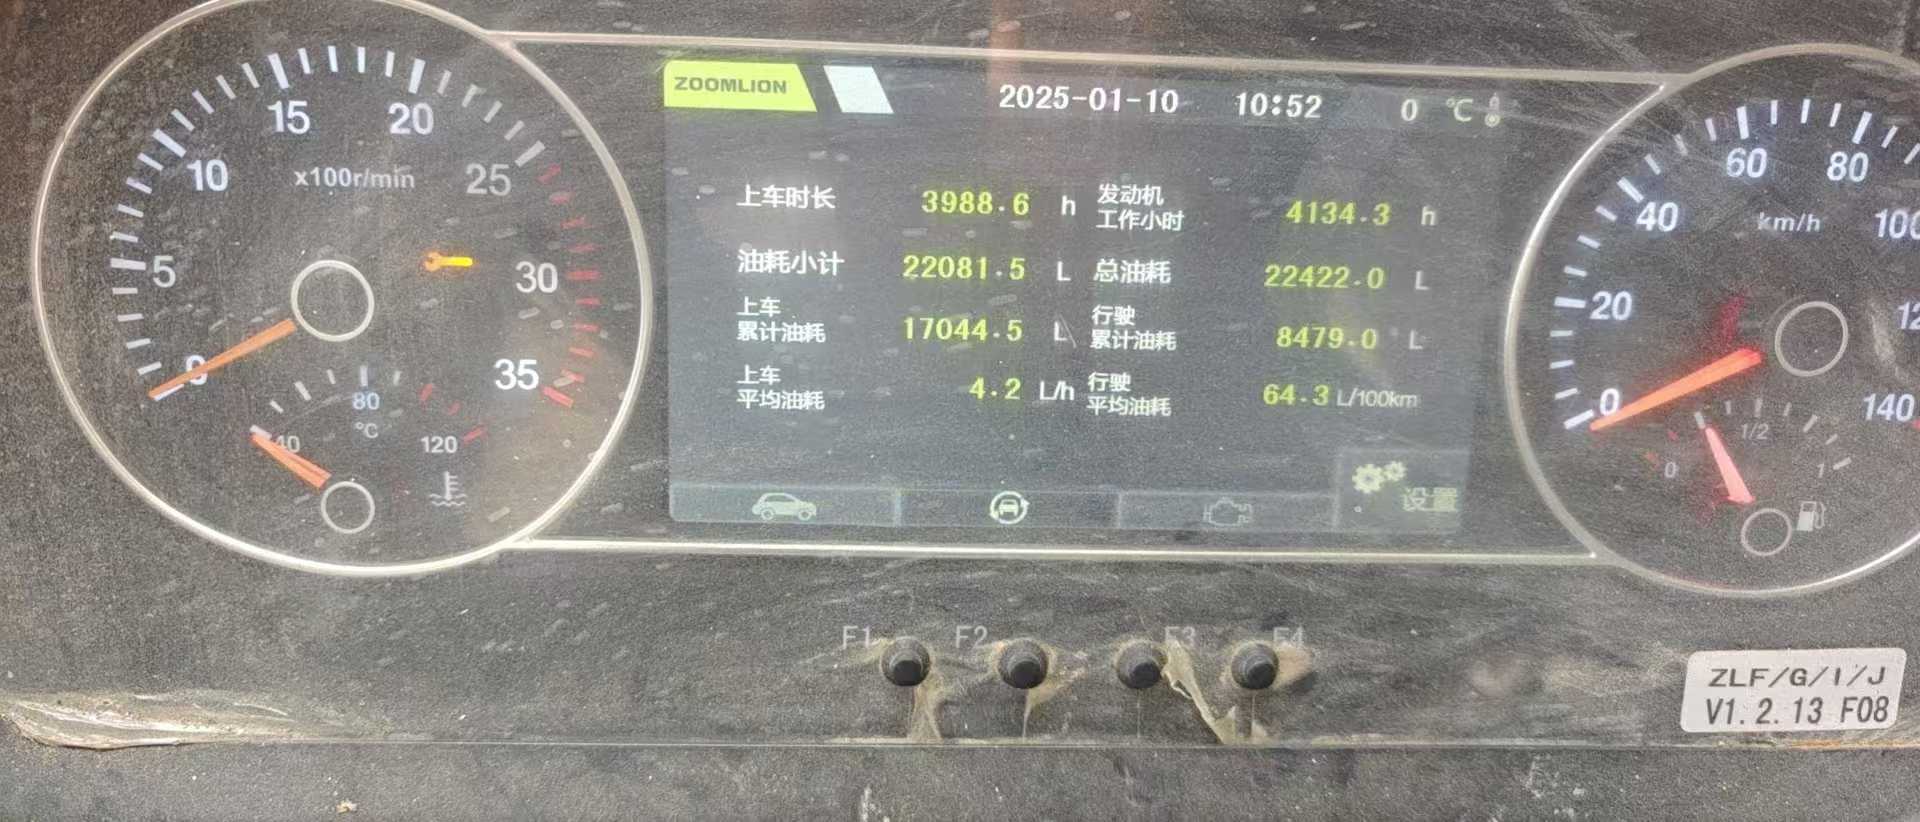 ZOOMLION 2025-01-10 10:52 0 ℃
上车时长 3988.6 h 发动机工作小时 4134.3 h
油耗小计 22081.5 L 总油耗 22422.0 L
上车累计油耗 17044.5 L 行驶累计油耗 8479.0 L
上车平均油耗 4.2 L/h 行驶平均油耗 64.3 L/100km
设置
0 5 10 15 20 25 30 35
x100r/min
40 80 120
℃
0 20 40 60 80 100 12 140
km/h
0 1/2 1
F1 F2 F3 F4
ZLF/G/I/J
V1.2.13 F08